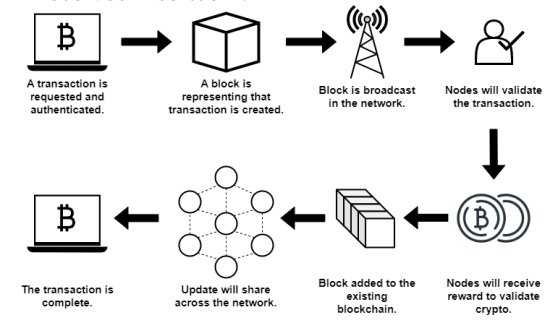 A transaction is
requested and
authenticated.
A block is
representing that
transaction is created.
Block is broadcast
in the network.
Nodes will validate
the transaction.
The transaction is
complete.
Update will share
across the network.
Block added to the
existing
blockchain.
Nodes will receive
reward to validate
crypto.